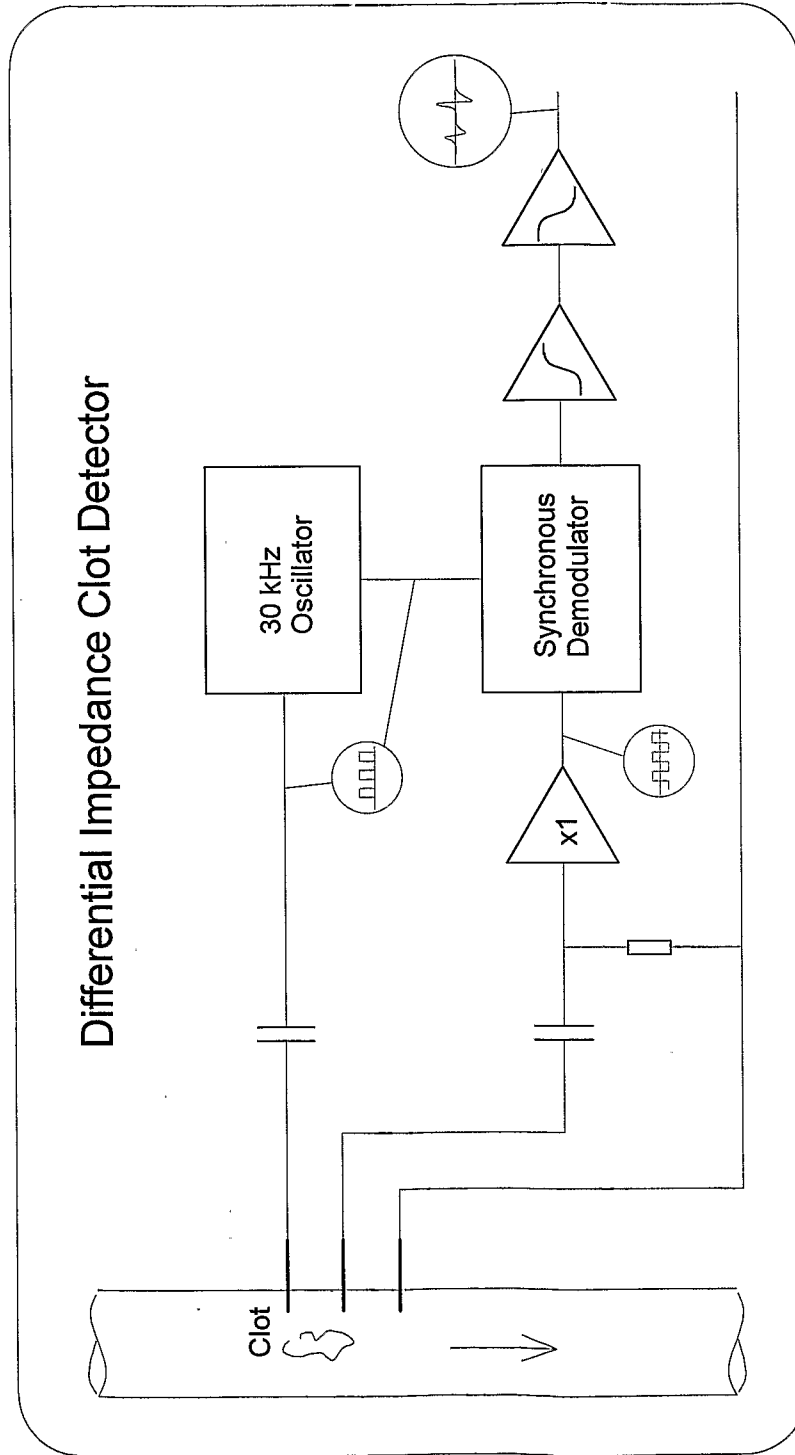 Differential Impedance Clot Detector
Clot
30 kHz
Oscillator
x1
Synchronous
Demodulator